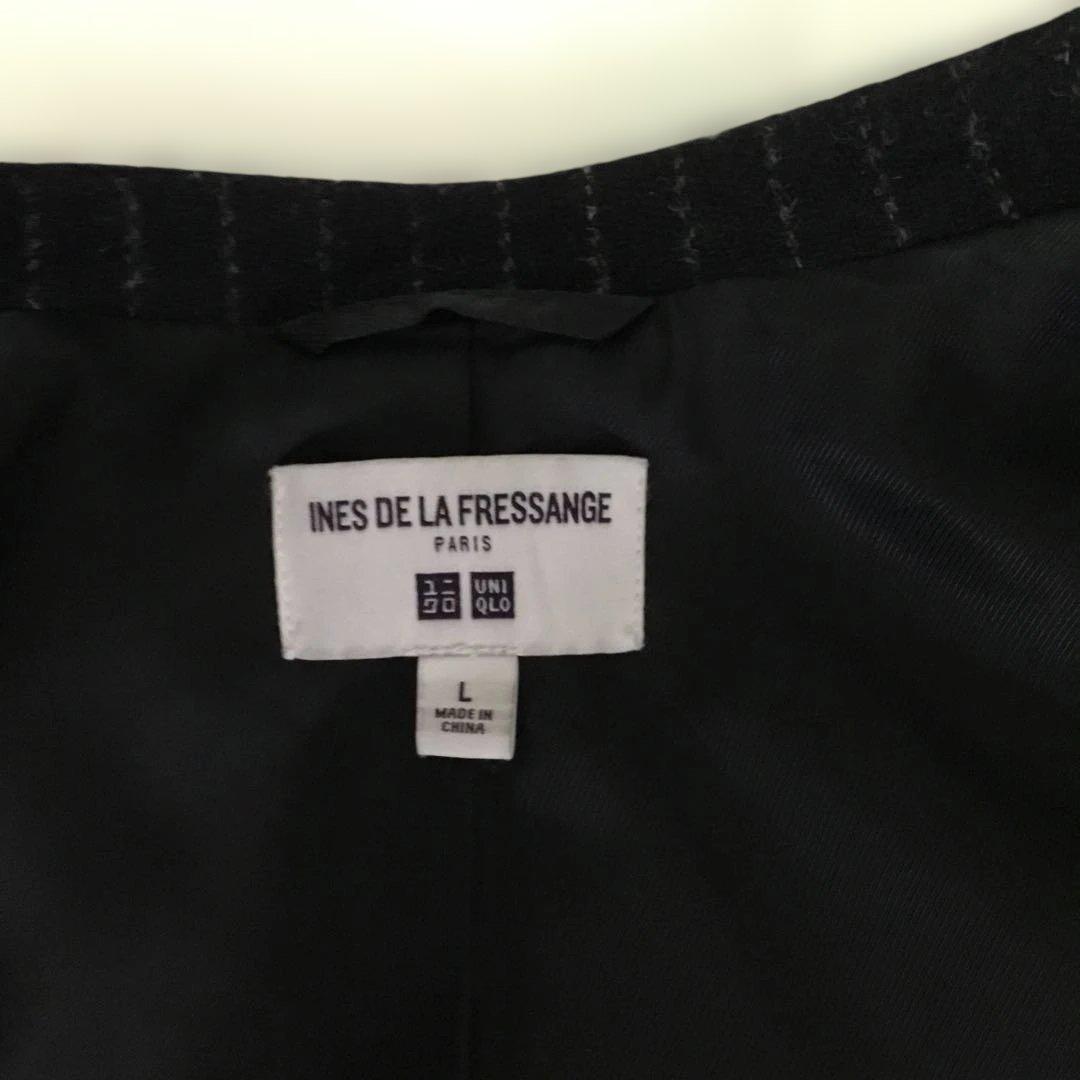 INES DE LA FRESSANGE
PARIS
ユニ UNI
クロ QLO
L
MADE IN
CHINA